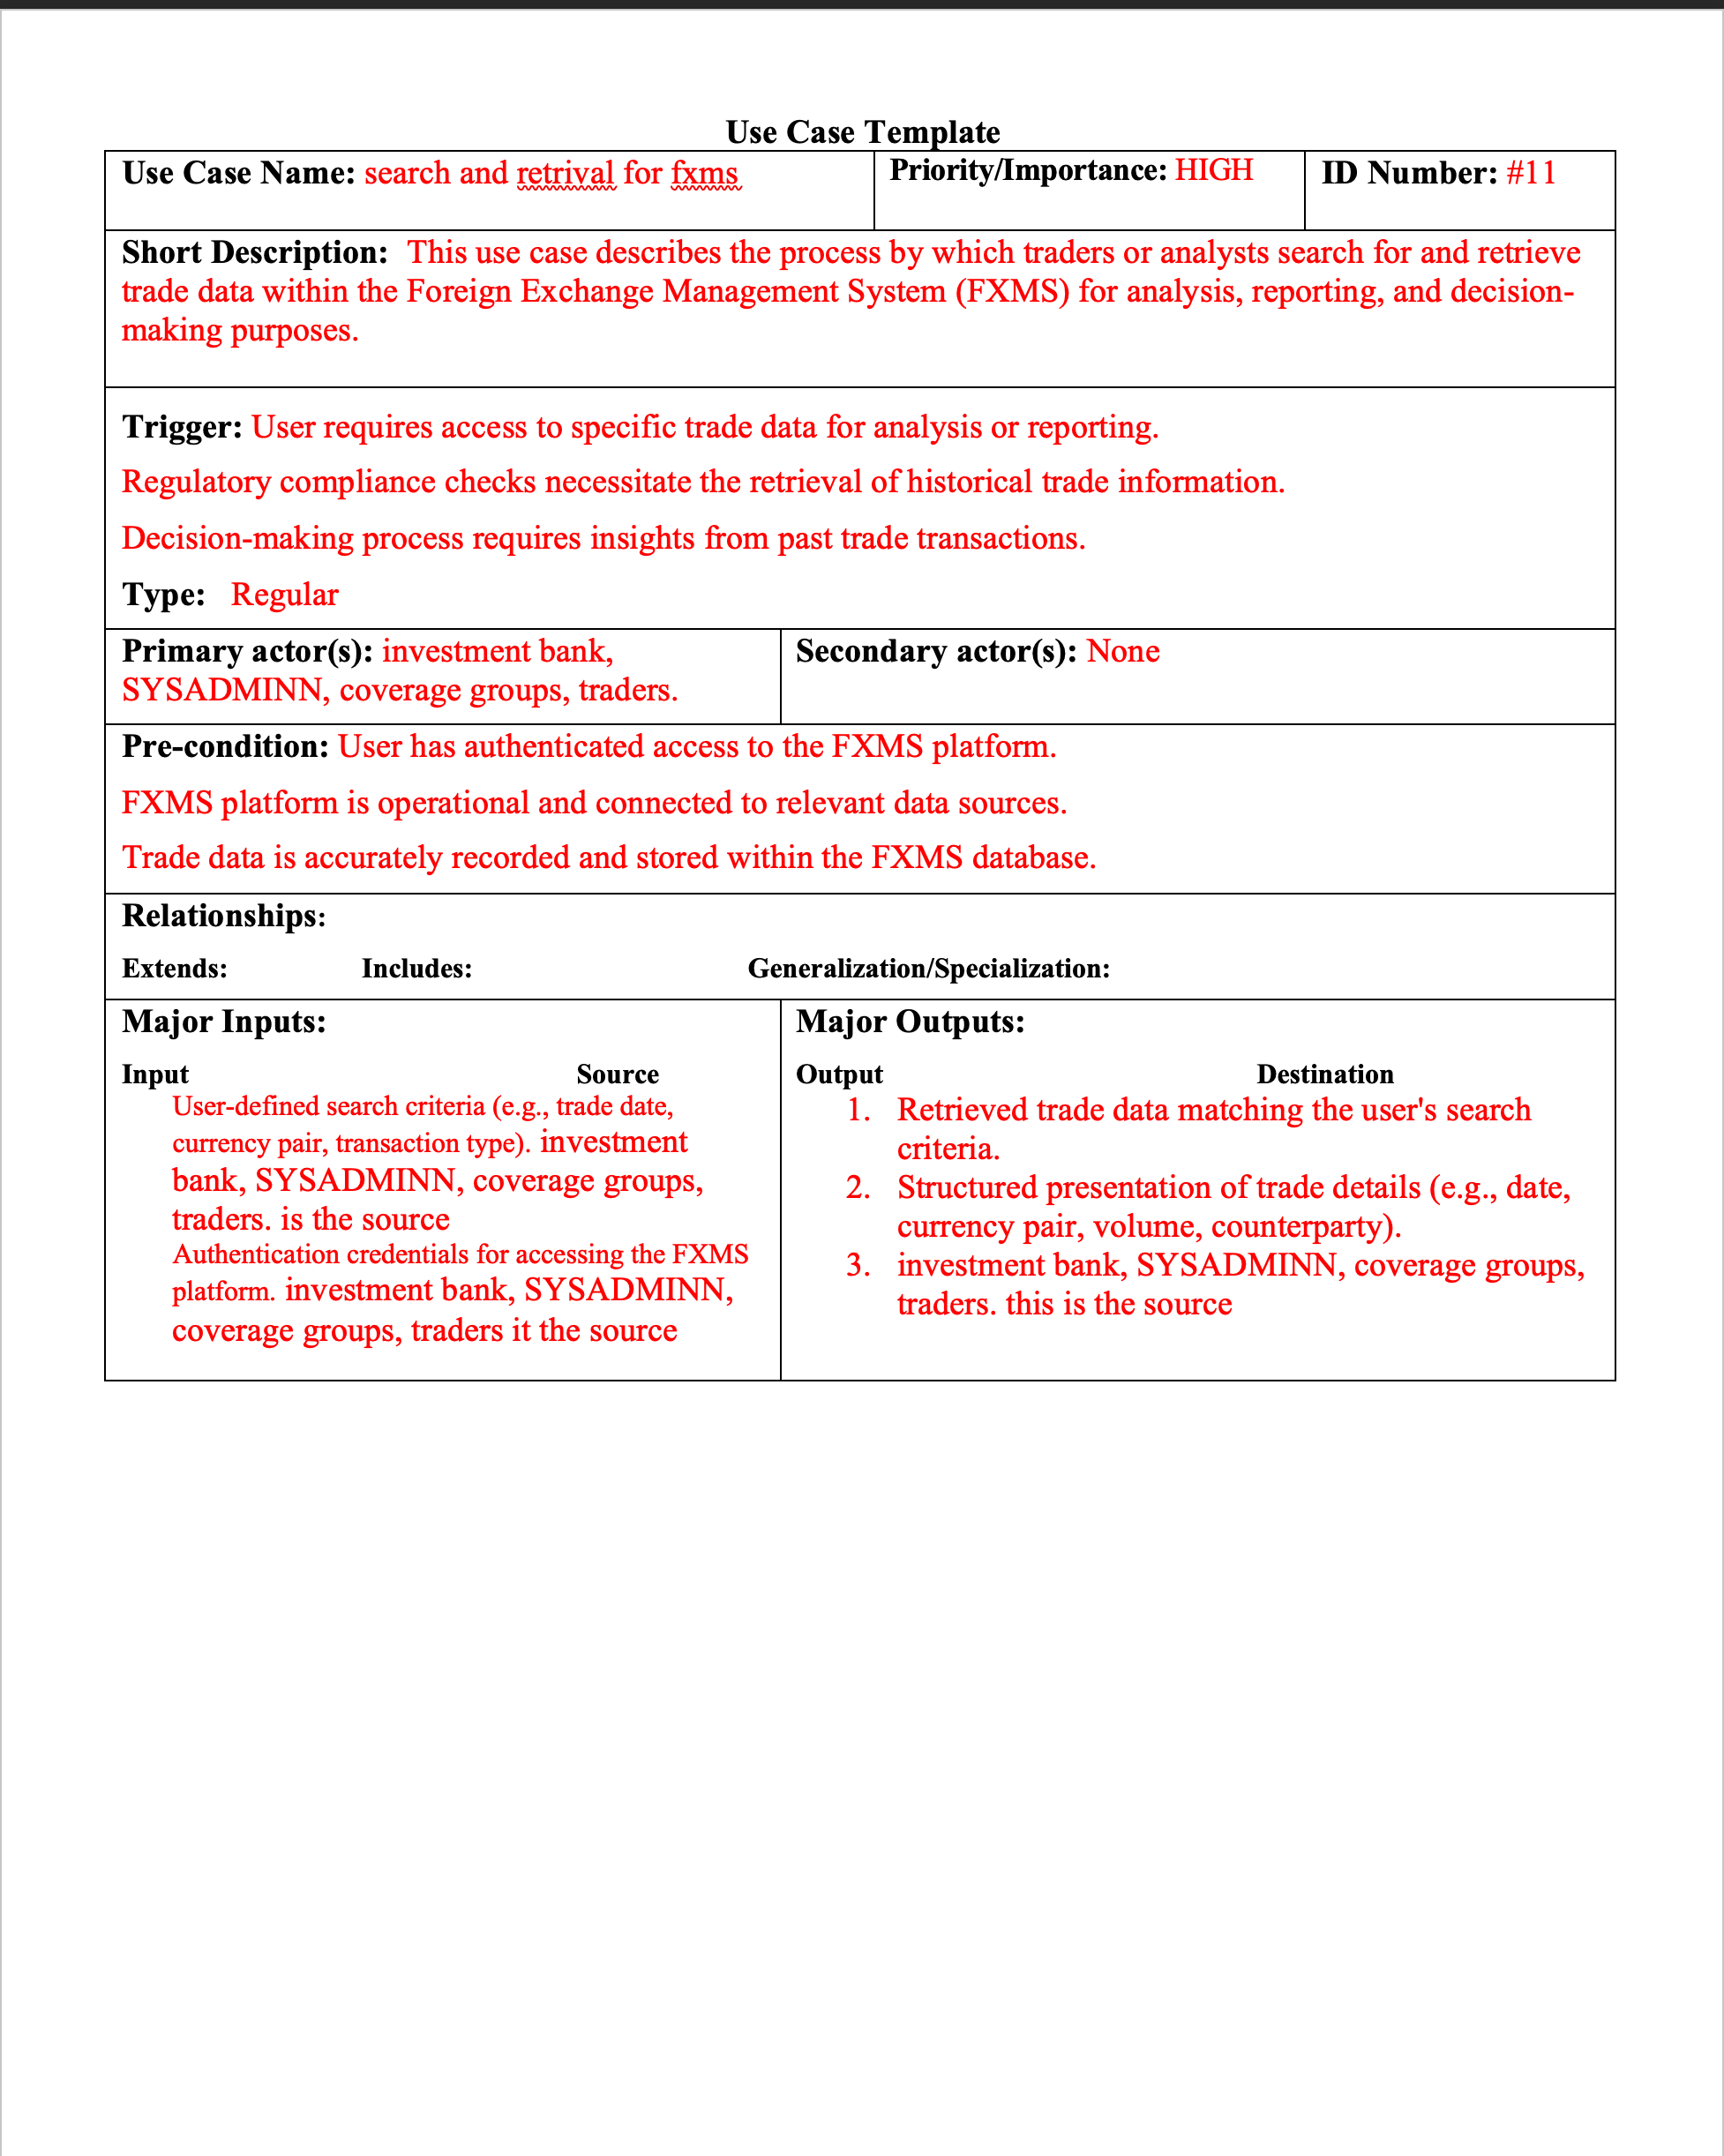 Use Case Template
Use Case Name: search and retrival for fxms
Priority/Importance: HIGH
ID Number: #11
Short Description: This use case describes the process by which traders or analysts search for and retrieve
trade data within the Foreign Exchange Management System (FXMS) for analysis, reporting, and decision-
making purposes.
Trigger: User requires access to specific trade data for analysis or reporting.
Regulatory compliance checks necessitate the retrieval of historical trade information.
Decision-making process requires insights from past trade transactions.
Type: Regular
Primary actor(s): investment bank,
SYSADMINN, coverage groups, traders.
Secondary actor(s): None
Pre-condition: User has authenticated access to the FXMS platform.
FXMS platform is operational and connected to relevant data sources.
Trade data is accurately recorded and stored within the FXMS database.
Relationships:
Extends: Includes: Generalization/Specialization:
Major Inputs:
Input Source
User-defined search criteria (e.g., trade date,
currency pair, transaction type). investment
bank, SYSADMINN, coverage groups,
traders. is the source
Authentication credentials for accessing the FXMS
platform. investment bank, SYSADMINN,
coverage groups, traders it the source
Major Outputs:
Output Destination
1. Retrieved trade data matching the user's search
criteria.
2. Structured presentation of trade details (e.g., date,
currency pair, volume, counterparty).
3. investment bank, SYSADMINN, coverage groups,
traders. this is the source